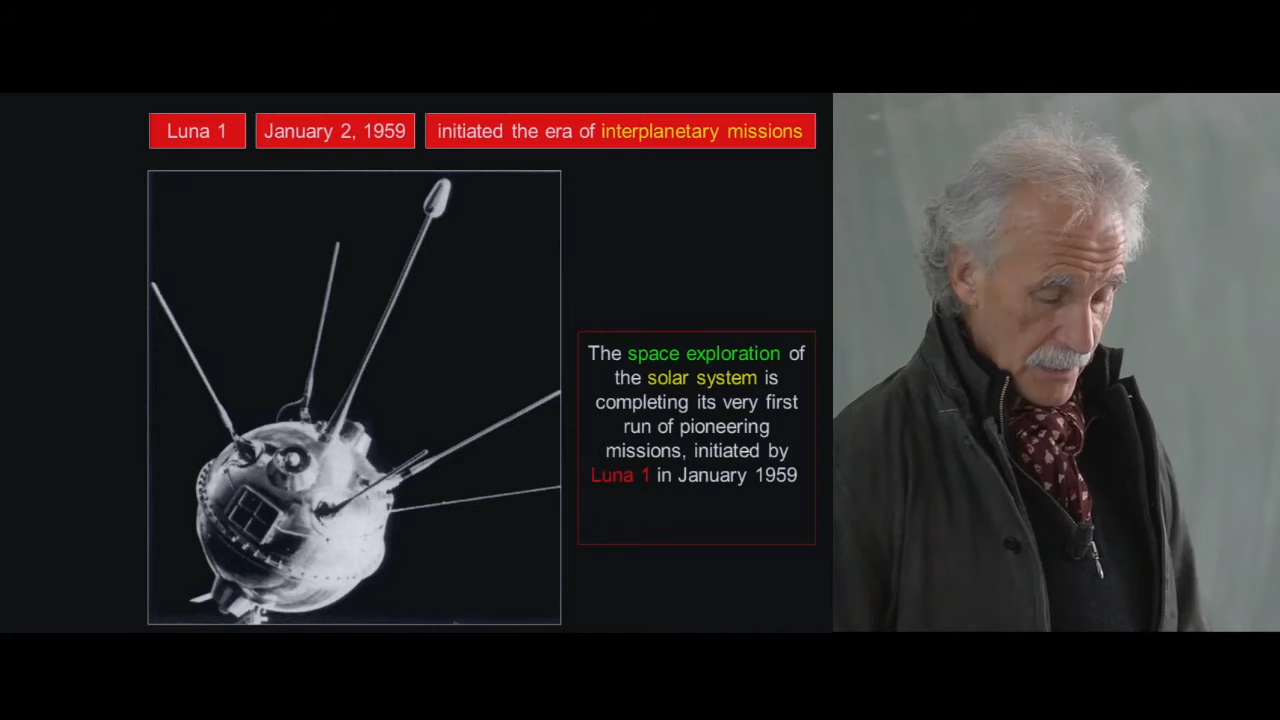 Luna 1
January 2, 1959
initiated the era of interplanetary missions
The space exploration of
the solar system is
completing its very first
run of pioneering
missions, initiated by
Luna 1 in January 1959